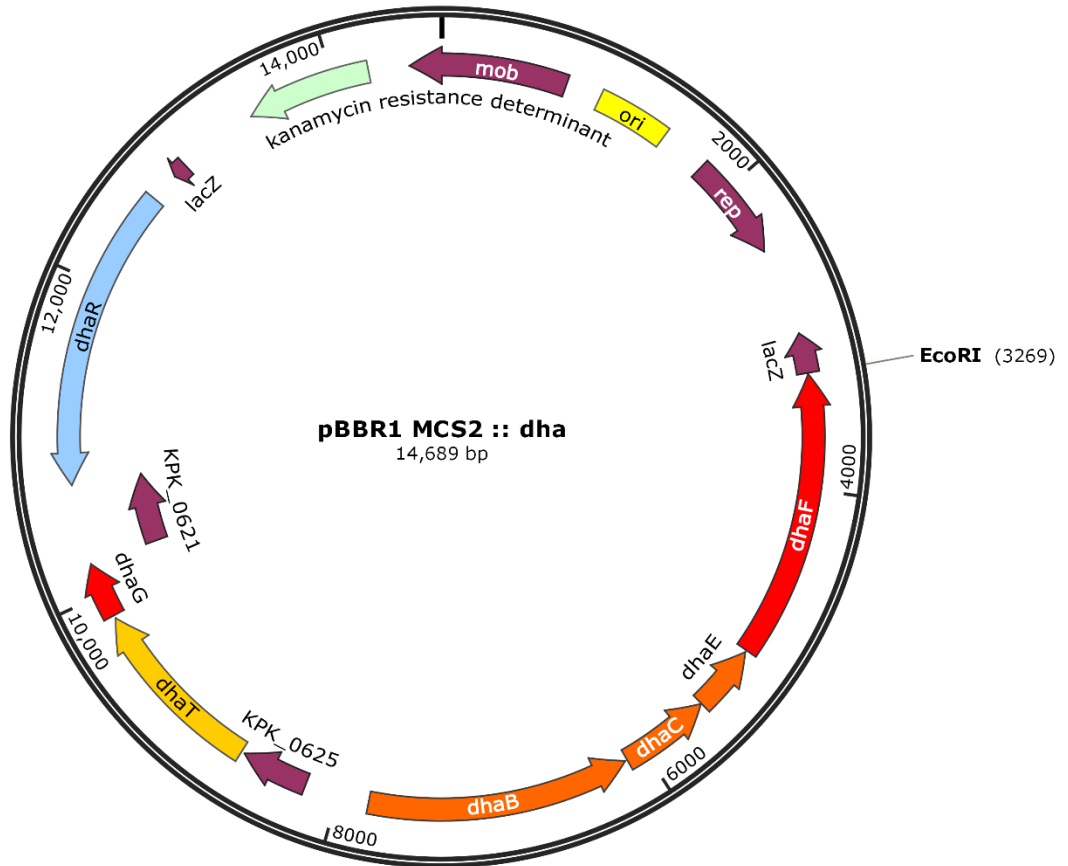 14,000
mob
kanamycin resistance determinant
ori
2000
rep
lacZ
lacZ
EcoRI (3269)
12,000
dhaR
pBBR1 MCS2 :: dha
14,689 bp
4000
dhaF
KPK_0621
dhaG
10,000
dhaE
dhaT
KPK_0625
dhaC
6000
dhaB
8000